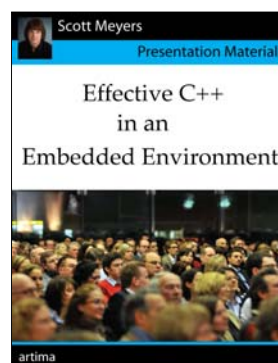 Scott Meyers
Presentation Material
Effective C++
in an
Embedded Environment
artima